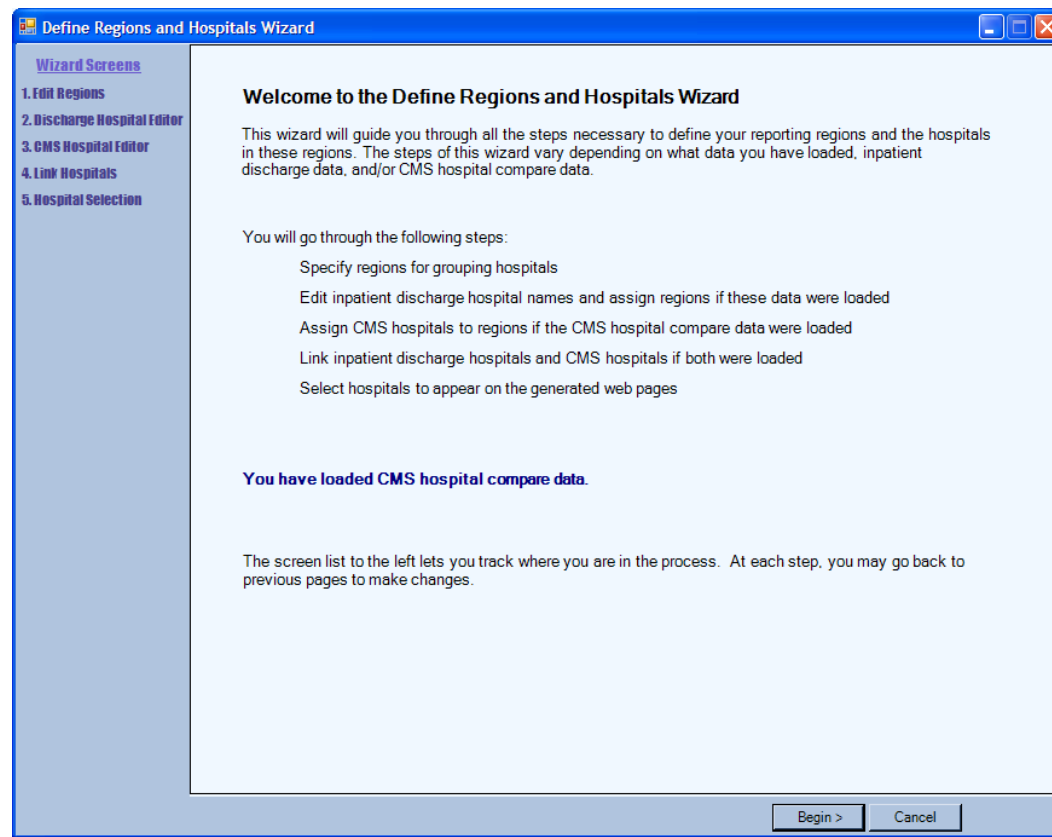 Define Regions and Hospitals Wizard
Wizard Screens
1. Edit Regions
2. Discharge Hospital Editor
3. CMS Hospital Editor
4. Link Hospitals
5. Hospital Selection
Welcome to the Define Regions and Hospitals Wizard
This wizard will guide you through all the steps necessary to define your reporting regions and the hospitals
in these regions. The steps of this wizard vary depending on what data you have loaded, inpatient
discharge data, and/or CMS hospital compare data.
You will go through the following steps:
Specify regions for grouping hospitals
Edit inpatient discharge hospital names and assign regions if these data were loaded
Assign CMS hospitals to regions if the CMS hospital compare data were loaded
Link inpatient discharge hospitals and CMS hospitals if both were loaded
Select hospitals to appear on the generated web pages
You have loaded CMS hospital compare data.
The screen list to the left lets you track where you are in the process.  At each step, you may go back to
previous pages to make changes.
Begin >
Cancel